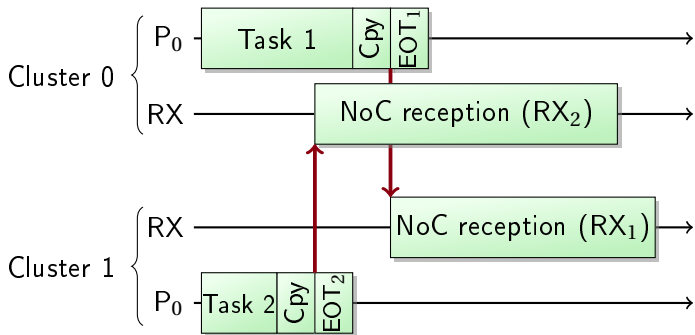 P₀ Task 1 Cpy EOT₁
Cluster 0
RX NoC reception (RX₂)
RX NoC reception (RX₁)
Cluster 1
P₀ Task 2 Cpy EOT₂